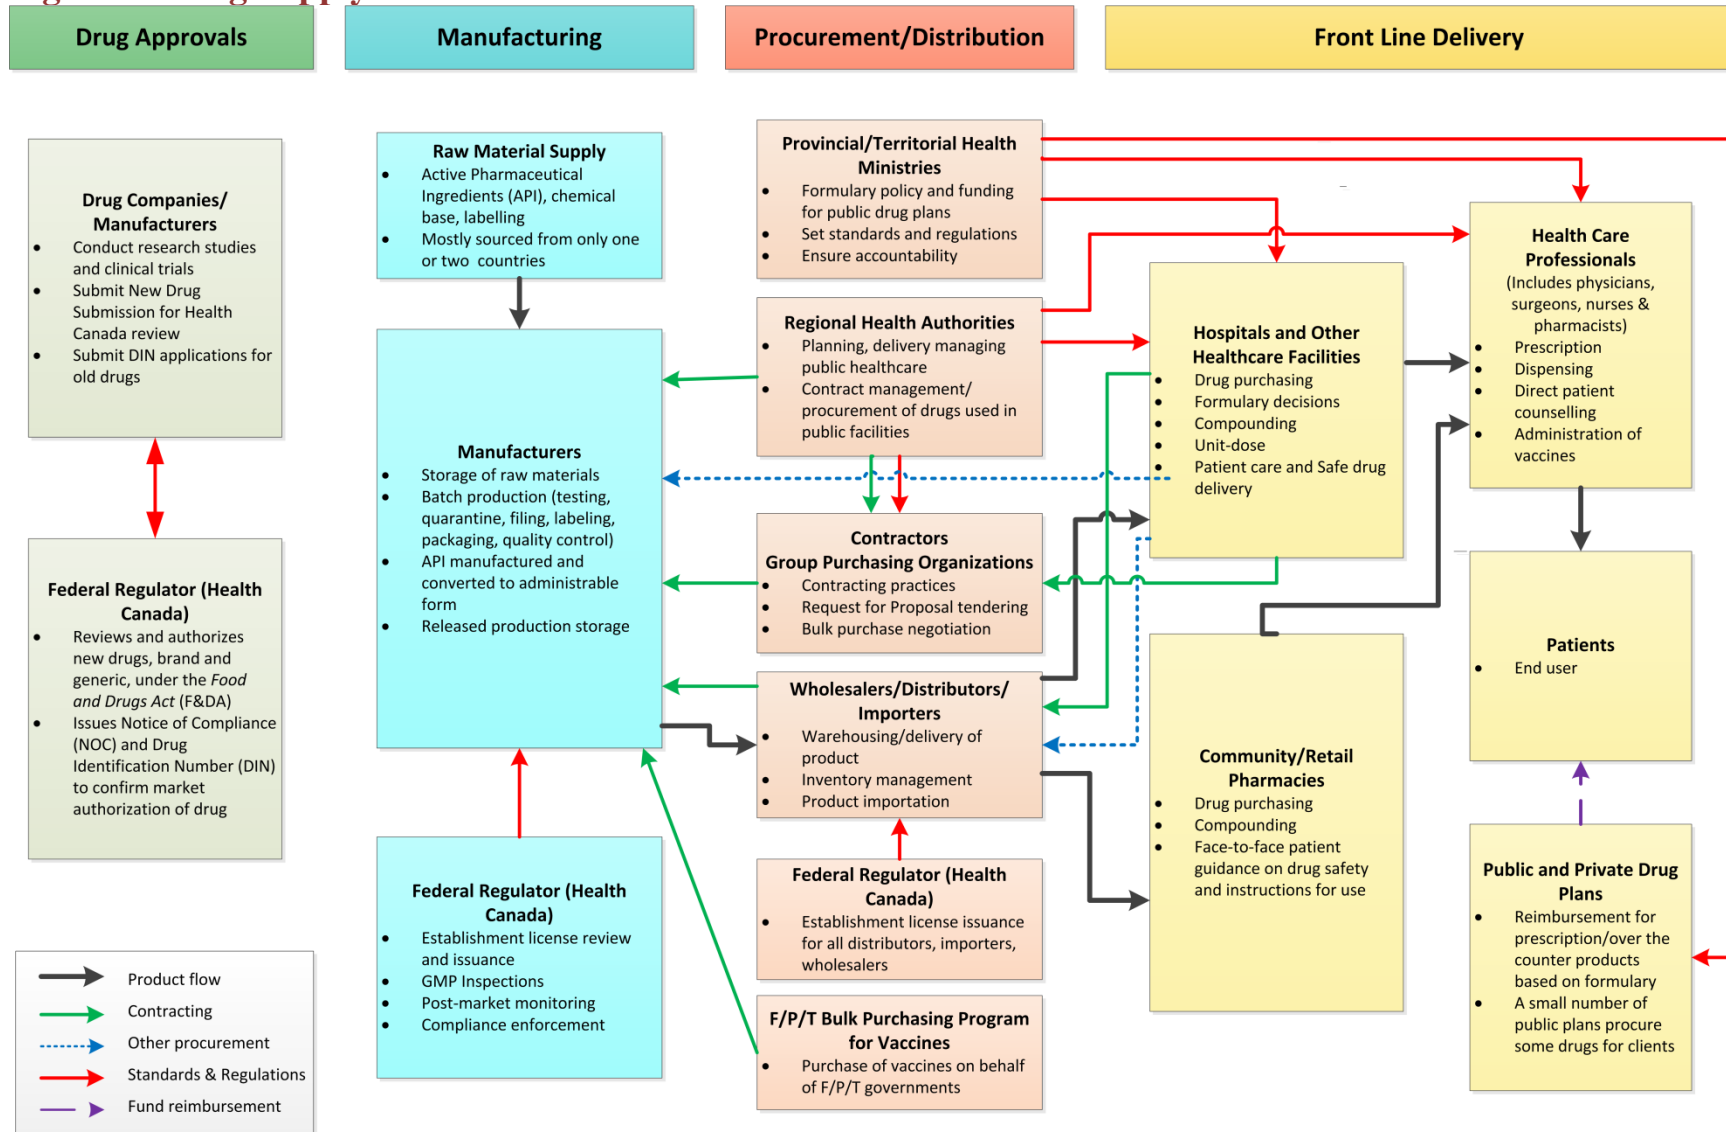 Drug Approvals
Manufacturing
Procurement/Distribution
Front Line Delivery
Drug Companies/
Manufacturers
• Conduct research studies
and clinical trials
• Submit New Drug
Submission for Health
Canada review
• Submit DIN applications for
old drugs
Federal Regulator (Health
Canada)
• Reviews and authorizes
new drugs, brand and
generic, under the Food
and Drugs Act (F&DA)
• Issues Notice of Compliance
(NOC) and Drug
Identification Number (DIN)
to confirm market
authorization of drug
Product flow
Contracting
Other procurement
Standards & Regulations
Fund reimbursement
Raw Material Supply
• Active Pharmaceutical
Ingredients (API), chemical
base, labelling
• Mostly sourced from only one
or two countries
Manufacturers
• Storage of raw materials
• Batch production (testing,
quarantine, filing, labeling,
packaging, quality control)
• API manufactured and
converted to administrable
form
• Released production storage
Federal Regulator (Health
Canada)
• Establishment license review
and issuance
• GMP Inspections
• Post-market monitoring
• Compliance enforcement
Provincial/Territorial Health
Ministries
• Formulary policy and funding
for public drug plans
• Set standards and regulations
• Ensure accountability
Regional Health Authorities
• Planning, delivery managing
public healthcare
• Contract management/
procurement of drugs used in
public facilities
Contractors
Group Purchasing Organizations
• Contracting practices
• Request for Proposal tendering
• Bulk purchase negotiation
Wholesalers/Distributors/
Importers
• Warehousing/delivery of
product
• Inventory management
• Product importation
Federal Regulator (Health
Canada)
• Establishment license issuance
for all distributors, importers,
wholesalers
F/P/T Bulk Purchasing Program
for Vaccines
• Purchase of vaccines on behalf
of F/P/T governments
Hospitals and Other
Healthcare Facilities
• Drug purchasing
• Formulary decisions
• Compounding
• Unit-dose
• Patient care and Safe drug
delivery
Community/Retail
Pharmacies
• Drug purchasing
• Compounding
• Face-to-face patient
guidance on drug safety
and instructions for use
Health Care
Professionals
(Includes physicians,
surgeons, nurses &
pharmacists)
• Prescription
• Dispensing
• Direct patient
counselling
• Administration of
vaccines
Patients
• End user
Public and Private Drug
Plans
• Reimbursement for
prescription/over the
counter products
based on formulary
• A small number of
public plans procure
some drugs for clients